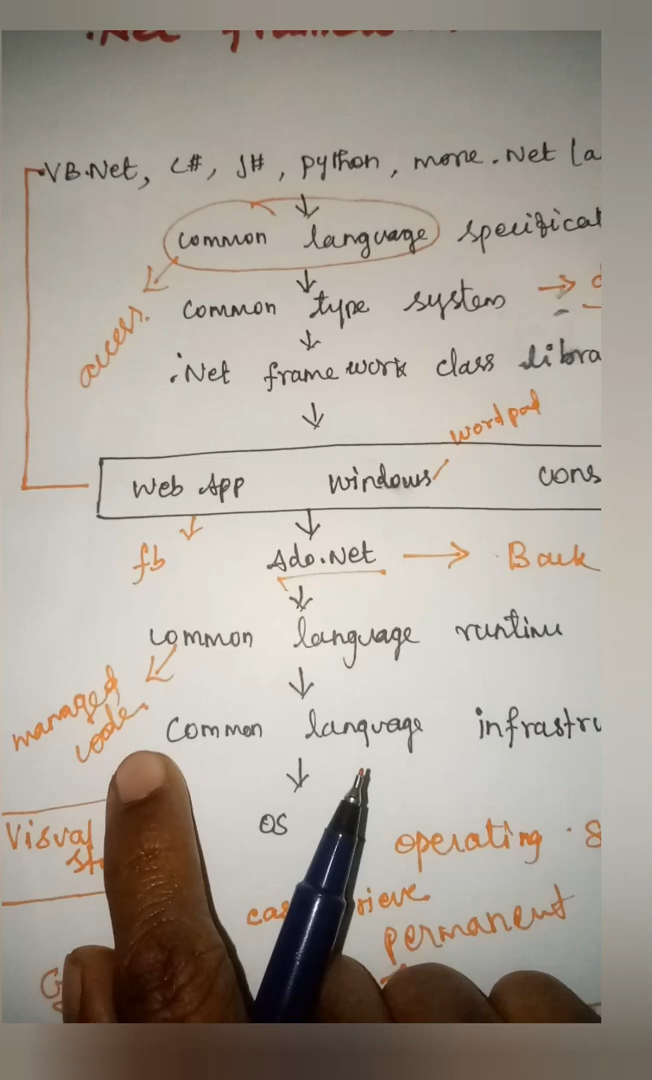 VB.Net, C#, J#, python, more .Net la
common language specificat
access.
common type system →
.Net frame work class libra
wordpad
Web App windows cons
fb Ado.Net → Back
common language runtime
managed code.
common language infrastru
OS
Visual
operating · s
rieve
permanent